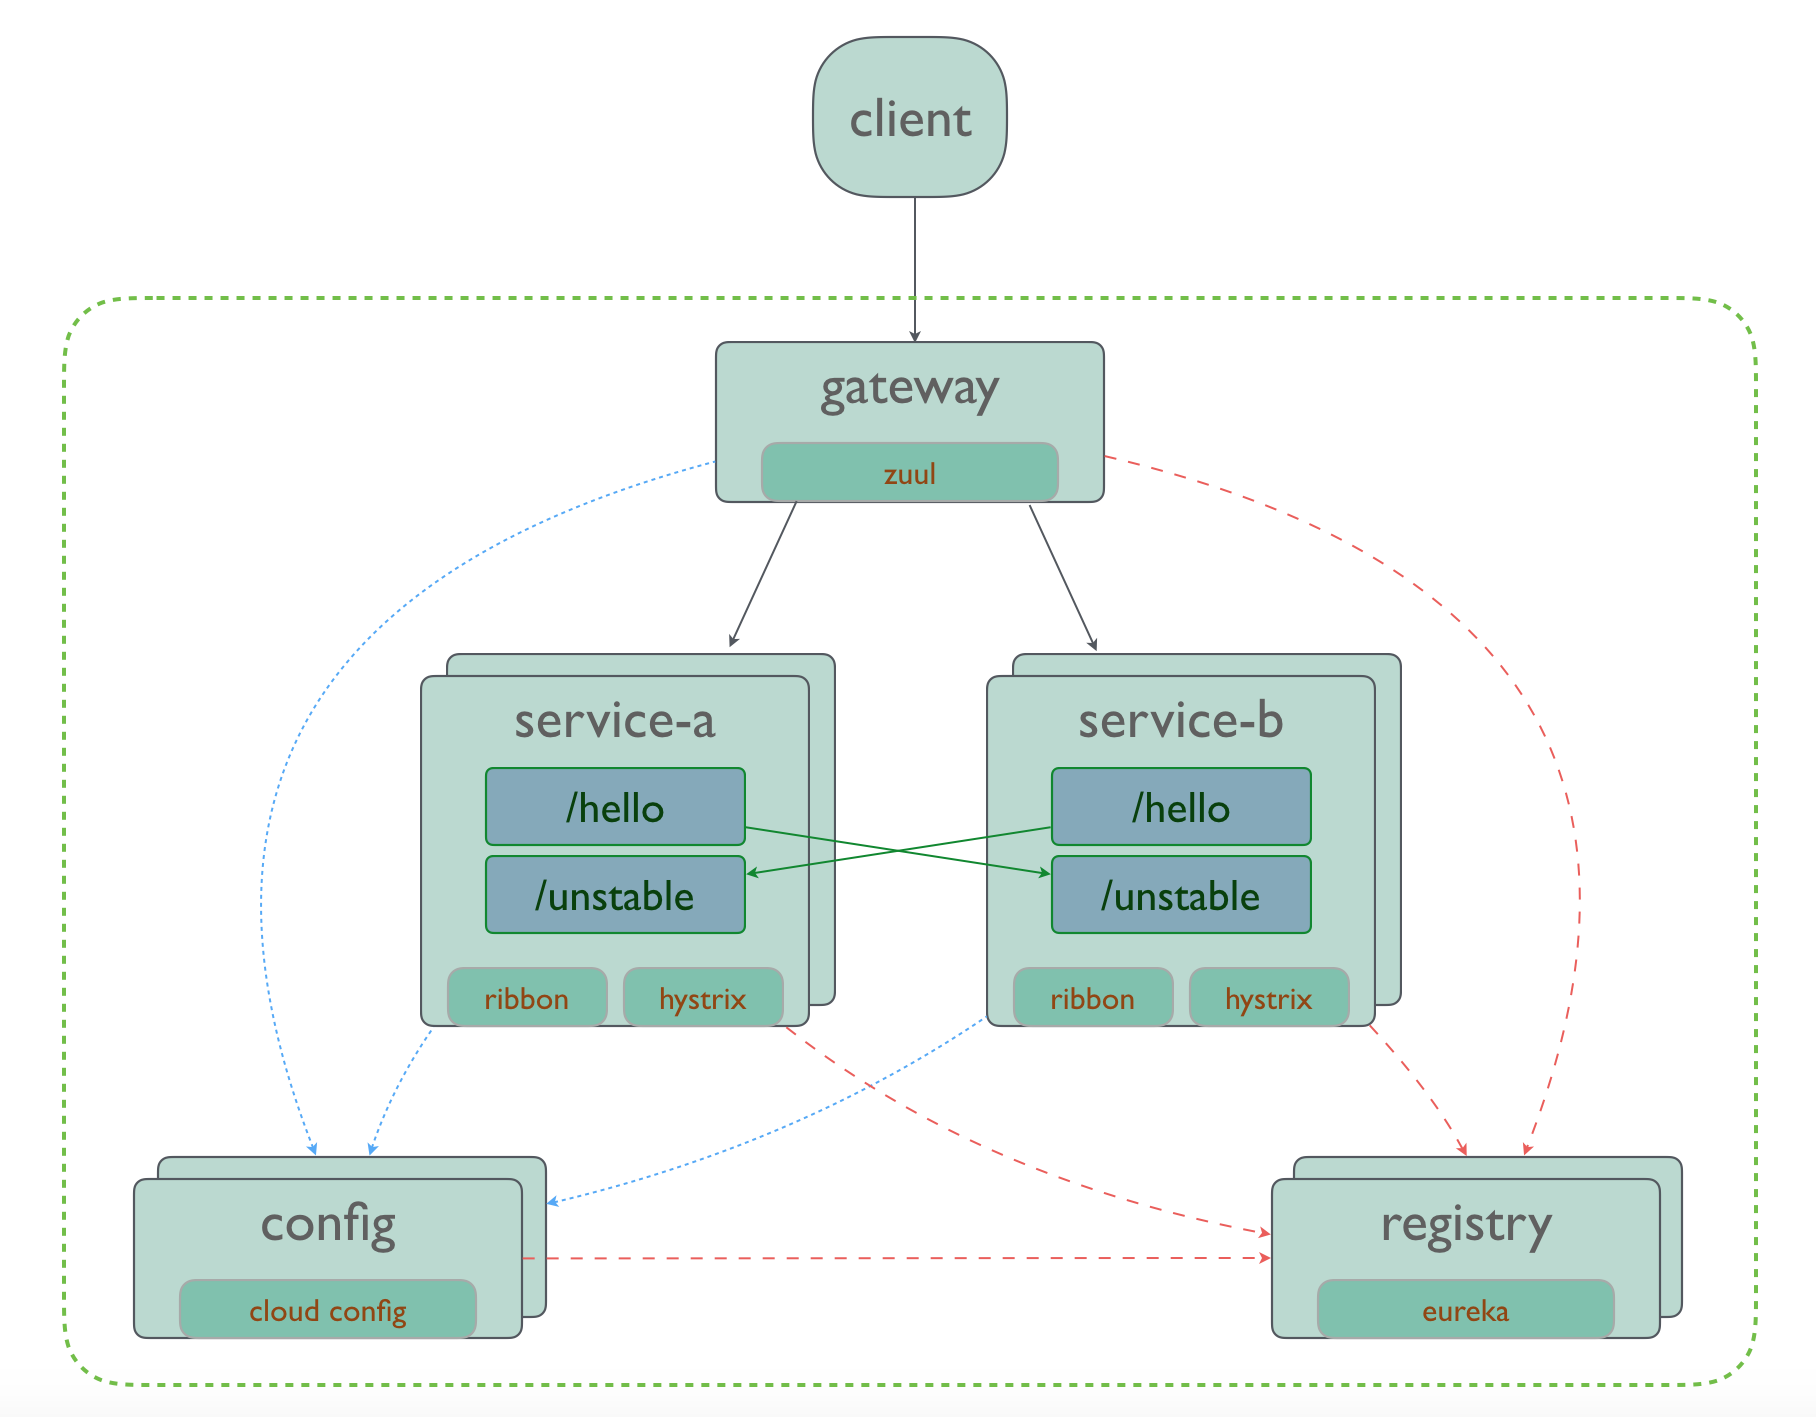 client
gateway
zuul
service-a
/hello
/unstable
ribbon
hystrix
service-b
/hello
/unstable
ribbon
hystrix
config
cloud config
registry
eureka